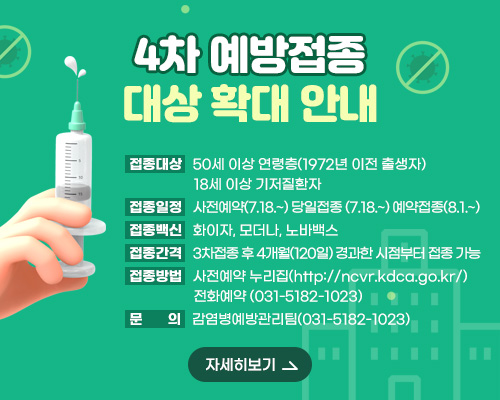 4차 예방접종
대상 확대 안내
접종대상 50세 이상 연령층(1972년 이전 출생자)
18세 이상 기저질환자
접종일정 사전예약(7.18.~) 당일접종 (7.18.~) 예약접종(8.1.~)
접종백신 화이자, 모더나, 노바백스
접종간격 3차접종 후 4개월(120일) 경과한 시점부터 접종 가능
접종방법 사전예약 누리집(http://ncvr.kdca.go.kr/)
전화예약 (031-5182-1023)
문 의 감염병예방관리팀(031-5182-1023)
자세히보기